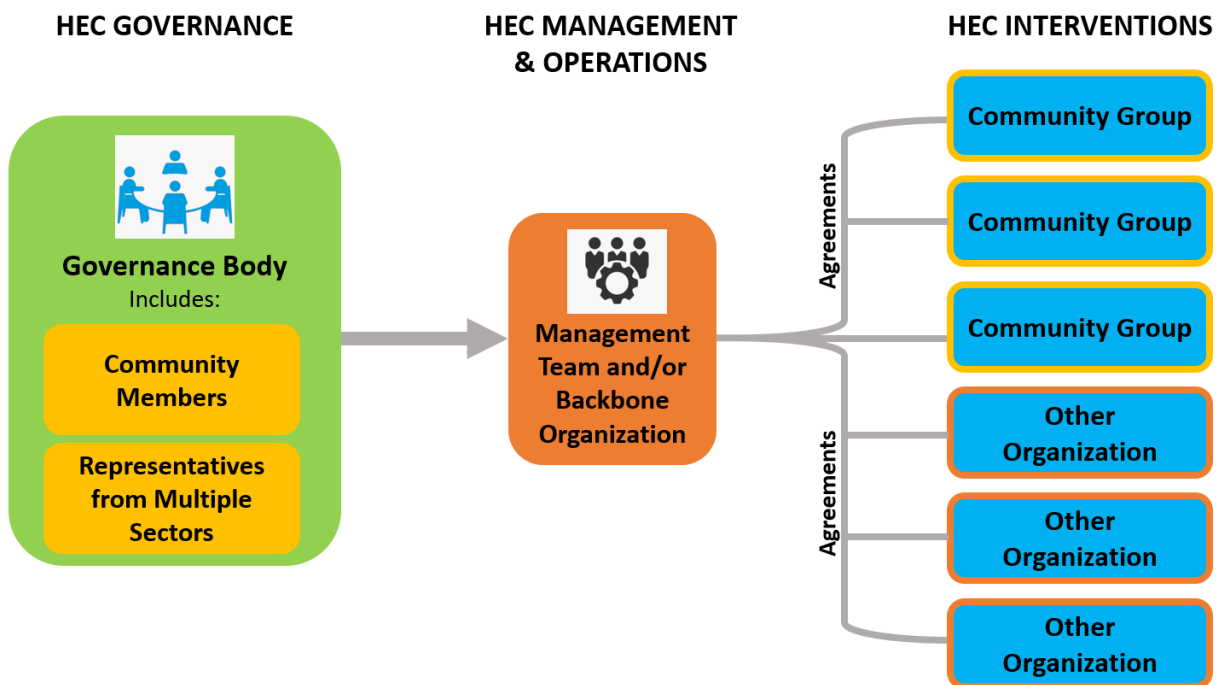 HEC GOVERNANCE
HEC MANAGEMENT
& OPERATIONS
HEC INTERVENTIONS
Governance Body
Includes:
Community
Members
Representatives
from Multiple
Sectors
Management
Team and/or
Backbone
Organization
Agreements
Agreements
Community Group
Community Group
Community Group
Other
Organization
Other
Organization
Other
Organization